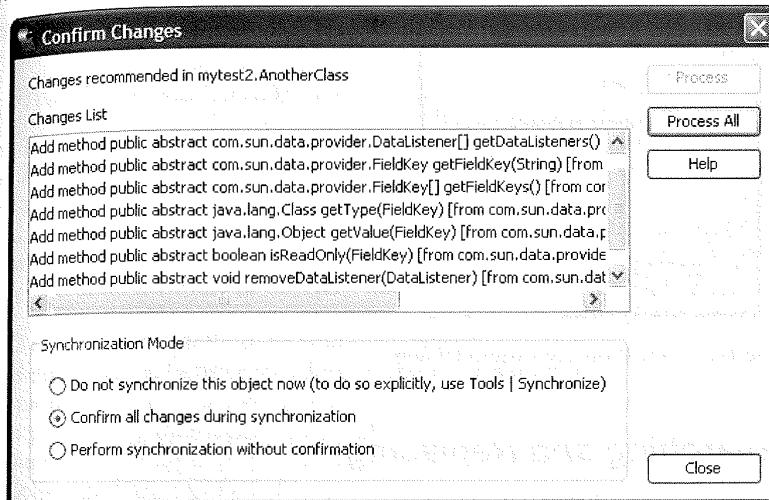 Confirm Changes
Changes recommended in mytest2.AnotherClass
Process
Changes List
Process All
Add method public abstract com.sun.data.provider.DataListener[] getDataListeners()
Help
Add method public abstract com.sun.data.provider.FieldKey getFieldKey(String) [from
Add method public abstract com.sun.data.provider.FieldKey[] getFieldKeys() [from cor
Add method public abstract java.lang.Class getType(FieldKey) [from com.sun.data.pro
Add method public abstract java.lang.Object getValue(FieldKey) [from com.sun.data.p
Add method public abstract boolean isReadOnly(FieldKey) [from com.sun.data.provide
Add method public abstract void removeDataListener(DataListener) [from com.sun.dat
Synchronization Mode
Do not synchronize this object now (to do so explicitly, use Tools | Synchronize)
Confirm all changes during synchronization
Perform synchronization without confirmation
Close